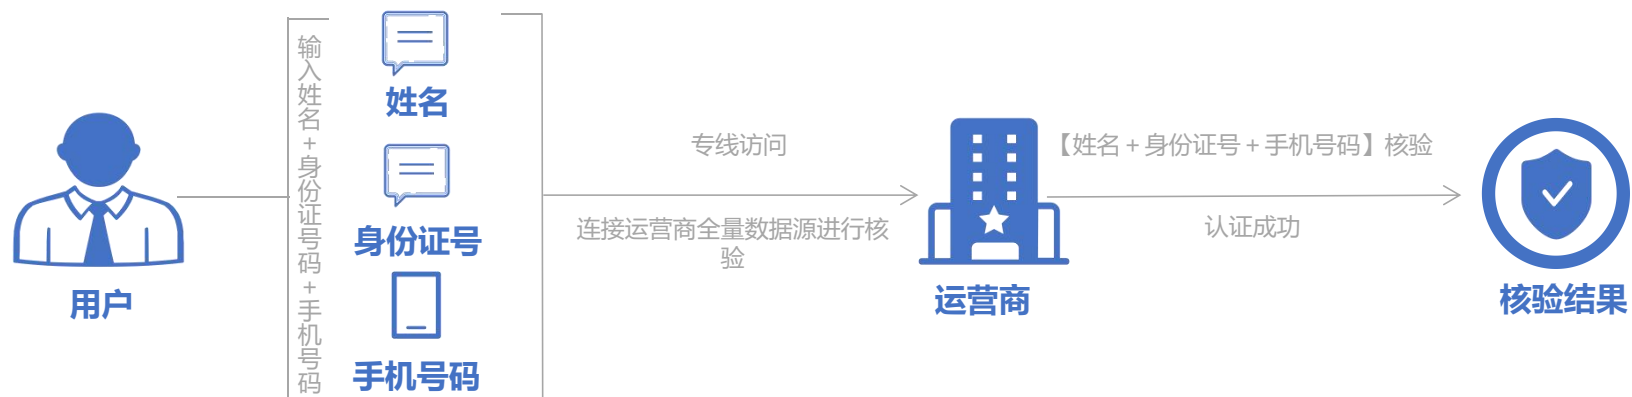 用户
输入姓名+身份证号码+手机号码
姓名
身份证号
手机号码
专线访问
连接运营商全量数据源进行核
验
运营商
【姓名+身份证号+手机号码】核验
认证成功
核验结果